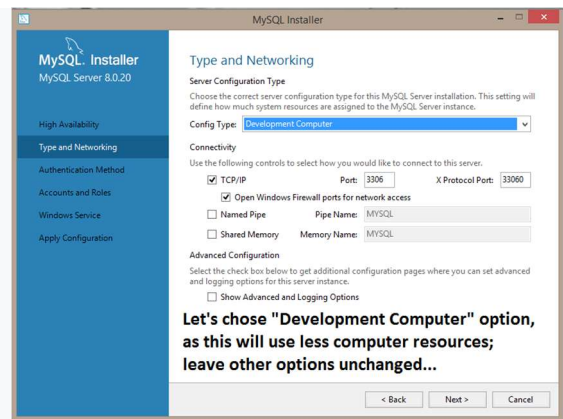 MySQL Installer
MySQL. Installer
MySQL Server 8.0.20
High Availability
Type and Networking
Authentication Method
Accounts and Roles
Windows Service
Apply Configuration
Type and Networking
Server Configuration Type
Choose the correct server configuration type for this MySQL Server installation. This setting will
define how much system resources are assigned to the MySQL Server instance.
Config Type: Development Computer
Connectivity
Use the following controls to select how you would like to connect to this server.
TCP/IP Port: 3306 X Protocol Port: 33060
Open Windows Firewall ports for network access
Named Pipe Pipe Name: MYSQL
Shared Memory Memory Name: MYSQL
Advanced Configuration
Select the check box below to get additional configuration pages where you can set advanced
and logging options for this server instance.
Show Advanced and Logging Options
Let's chose "Development Computer" option,
as this will use less computer resources;
leave other options unchanged...
< Back Next > Cancel